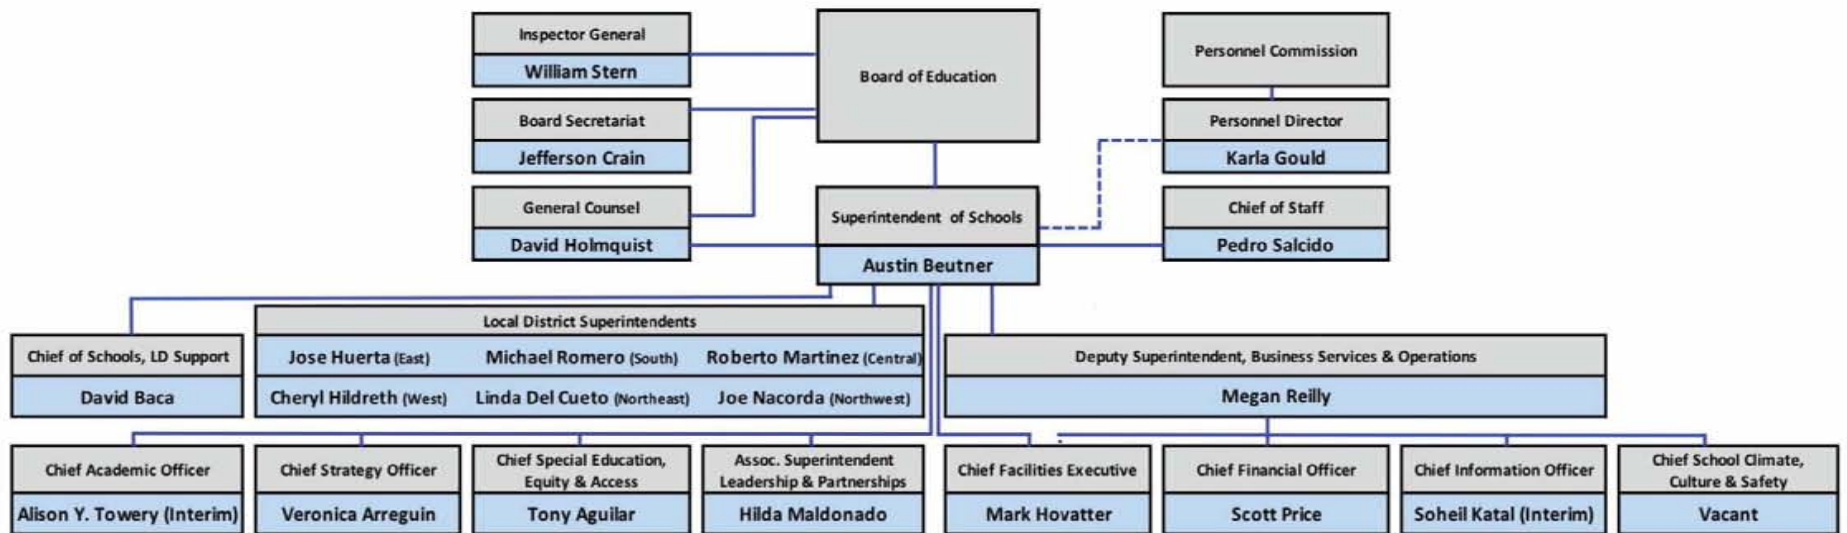 Inspector General
William Stern
Board of Education
Personnel Commission
Board Secretariat
Jefferson Crain
Personnel Director
Karla Gould
General Counsel
David Holmquist
Superintendent of Schools
Austin Beutner
Chief of Staff
Pedro Salcido
Chief of Schools, LD Support
David Baca
Local District Superintendents
Jose Huerta (East) Michael Romero (South) Roberto Martinez (Central)
Cheryl Hildreth (West) Linda Del Cueto (Northeast) Joe Nacorda (Northwest)
Deputy Superintendent, Business Services & Operations
Megan Reilly
Chief Academic Officer
Alison Y. Towery (Interim)
Chief Strategy Officer
Veronica Arreguin
Chief Special Education,
Equity & Access
Tony Aguilar
Assoc. Superintendent
Leadership & Partnerships
Hilda Maldonado
Chief Facilities Executive
Mark Hovatter
Chief Financial Officer
Scott Price
Chief Information Officer
Soheil Katal (Interim)
Chief School Climate,
Culture & Safety
Vacant